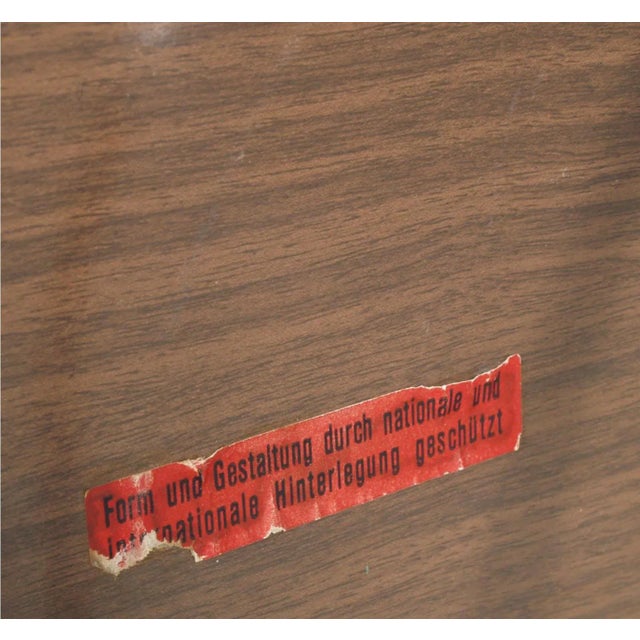 Form und Gestaltung durch nationale und
internationale Hinterlegung geschützt